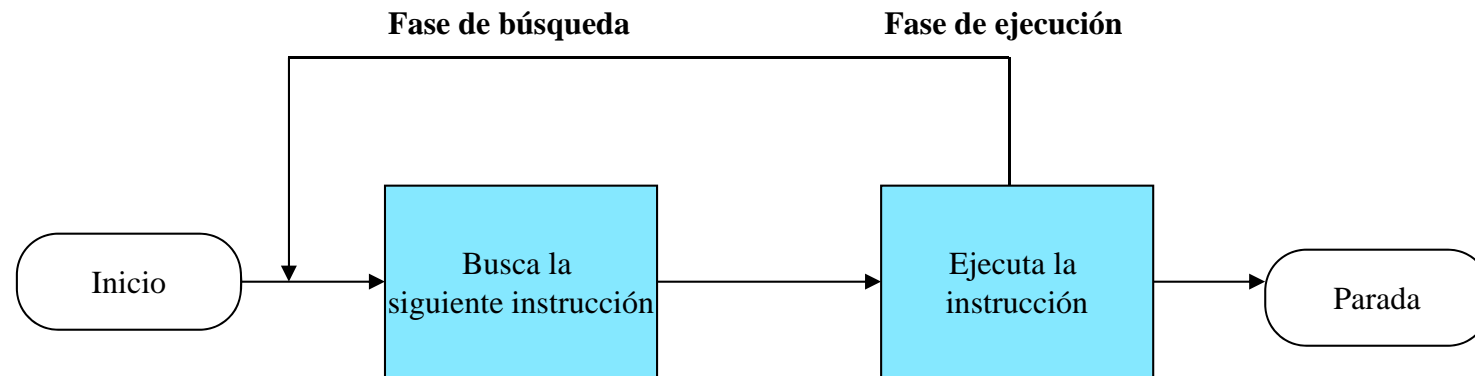 Fase de búsqueda
Fase de ejecución
Inicio
Busca la
siguiente instrucción
Ejecuta la
instrucción
Parada